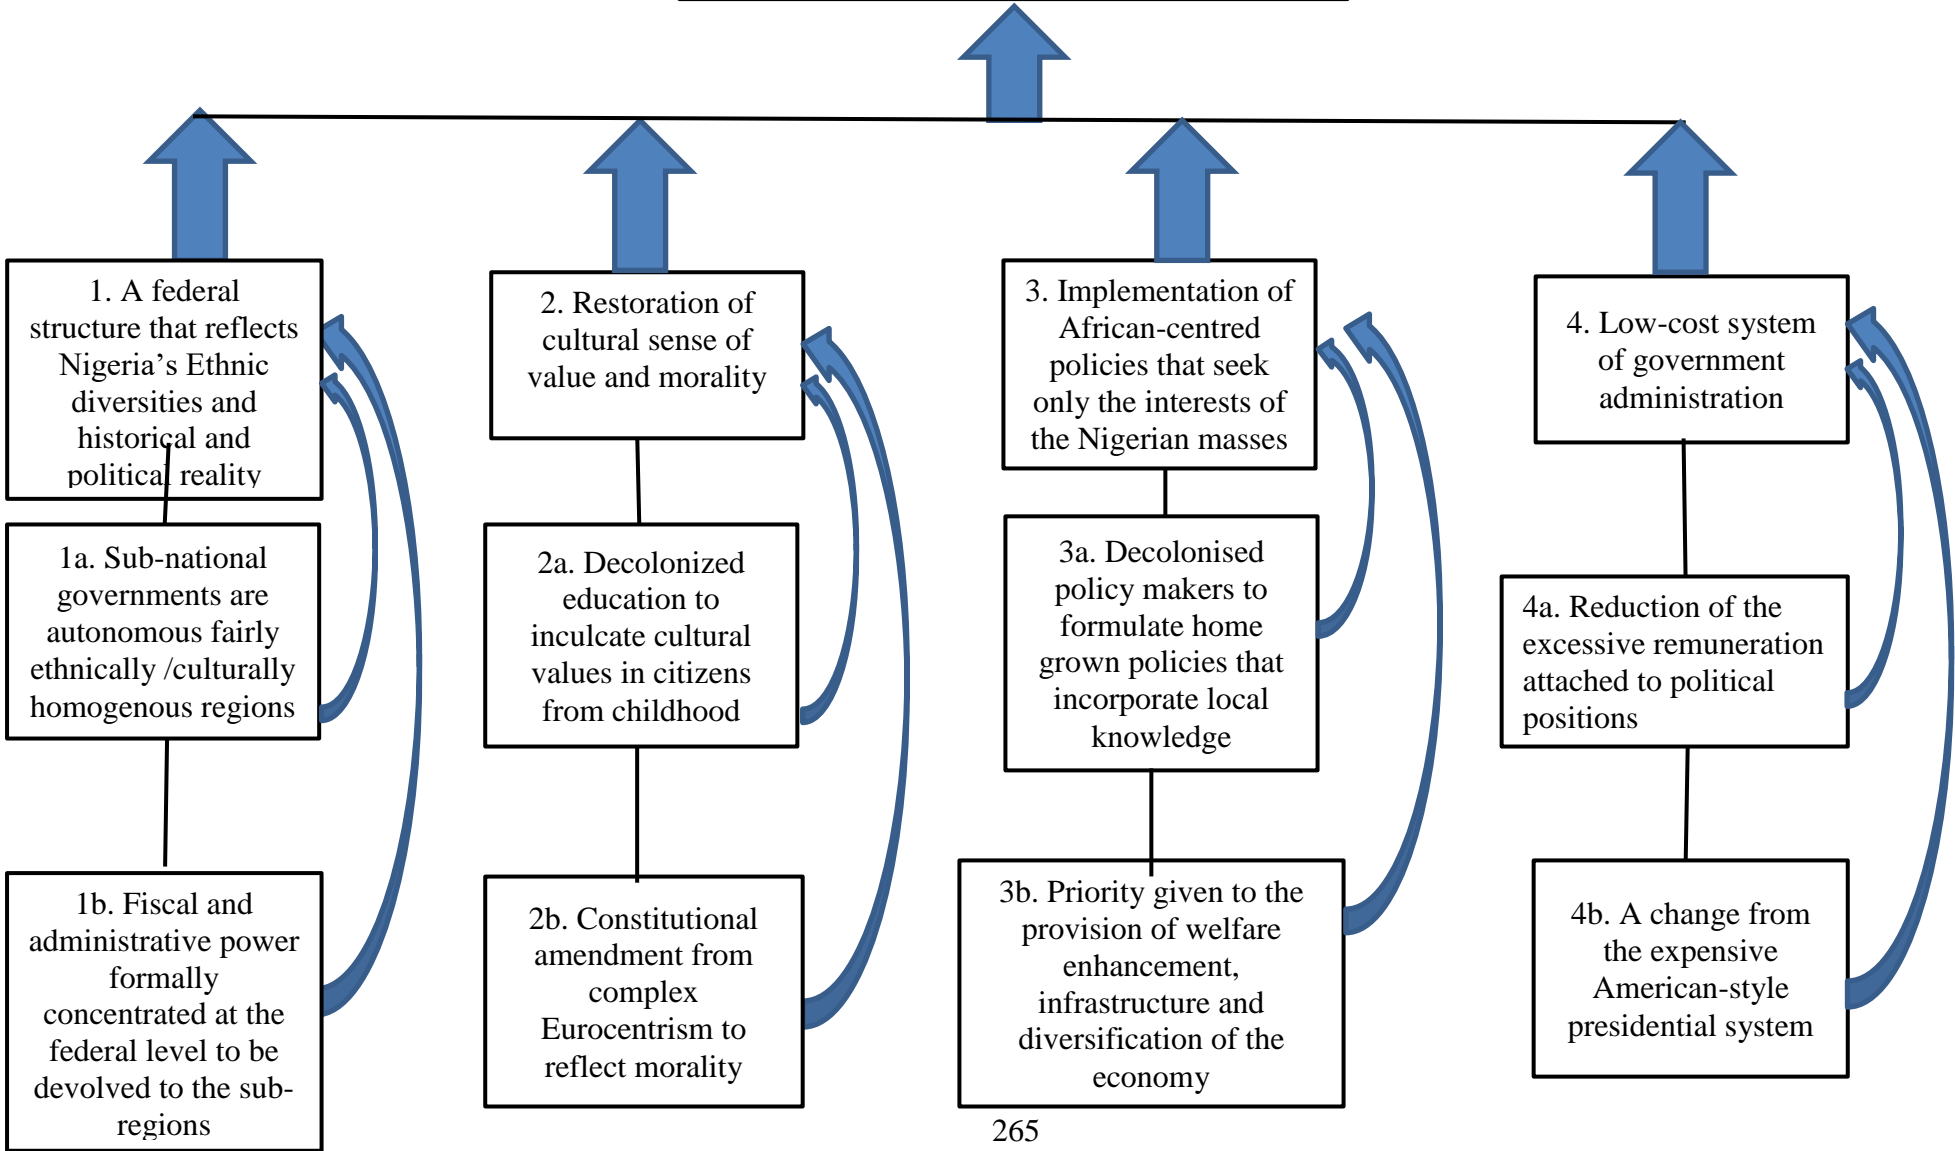 1. A federal
structure that reflects
Nigeria’s Ethnic
diversities and
historical and
political reality
1a. Sub-national
governments are
autonomous fairly
ethnically /culturally
homogenous regions
1b. Fiscal and
administrative power
formally
concentrated at the
federal level to be
devolved to the sub-
regions
2. Restoration of
cultural sense of
value and morality
2a. Decolonized
education to
inculcate cultural
values in citizens
from childhood
2b. Constitutional
amendment from
complex
Eurocentrism to
reflect morality
3. Implementation of
African-centred
policies that seek
only the interests of
the Nigerian masses
3a. Decolonised
policy makers to
formulate home
grown policies that
incorporate local
knowledge
3b. Priority given to the
provision of welfare
enhancement,
infrastructure and
diversification of the
economy
4. Low-cost system
of government
administration
4a. Reduction of the
excessive remuneration
attached to political
positions
4b. A change from
the expensive
American-style
presidential system
265